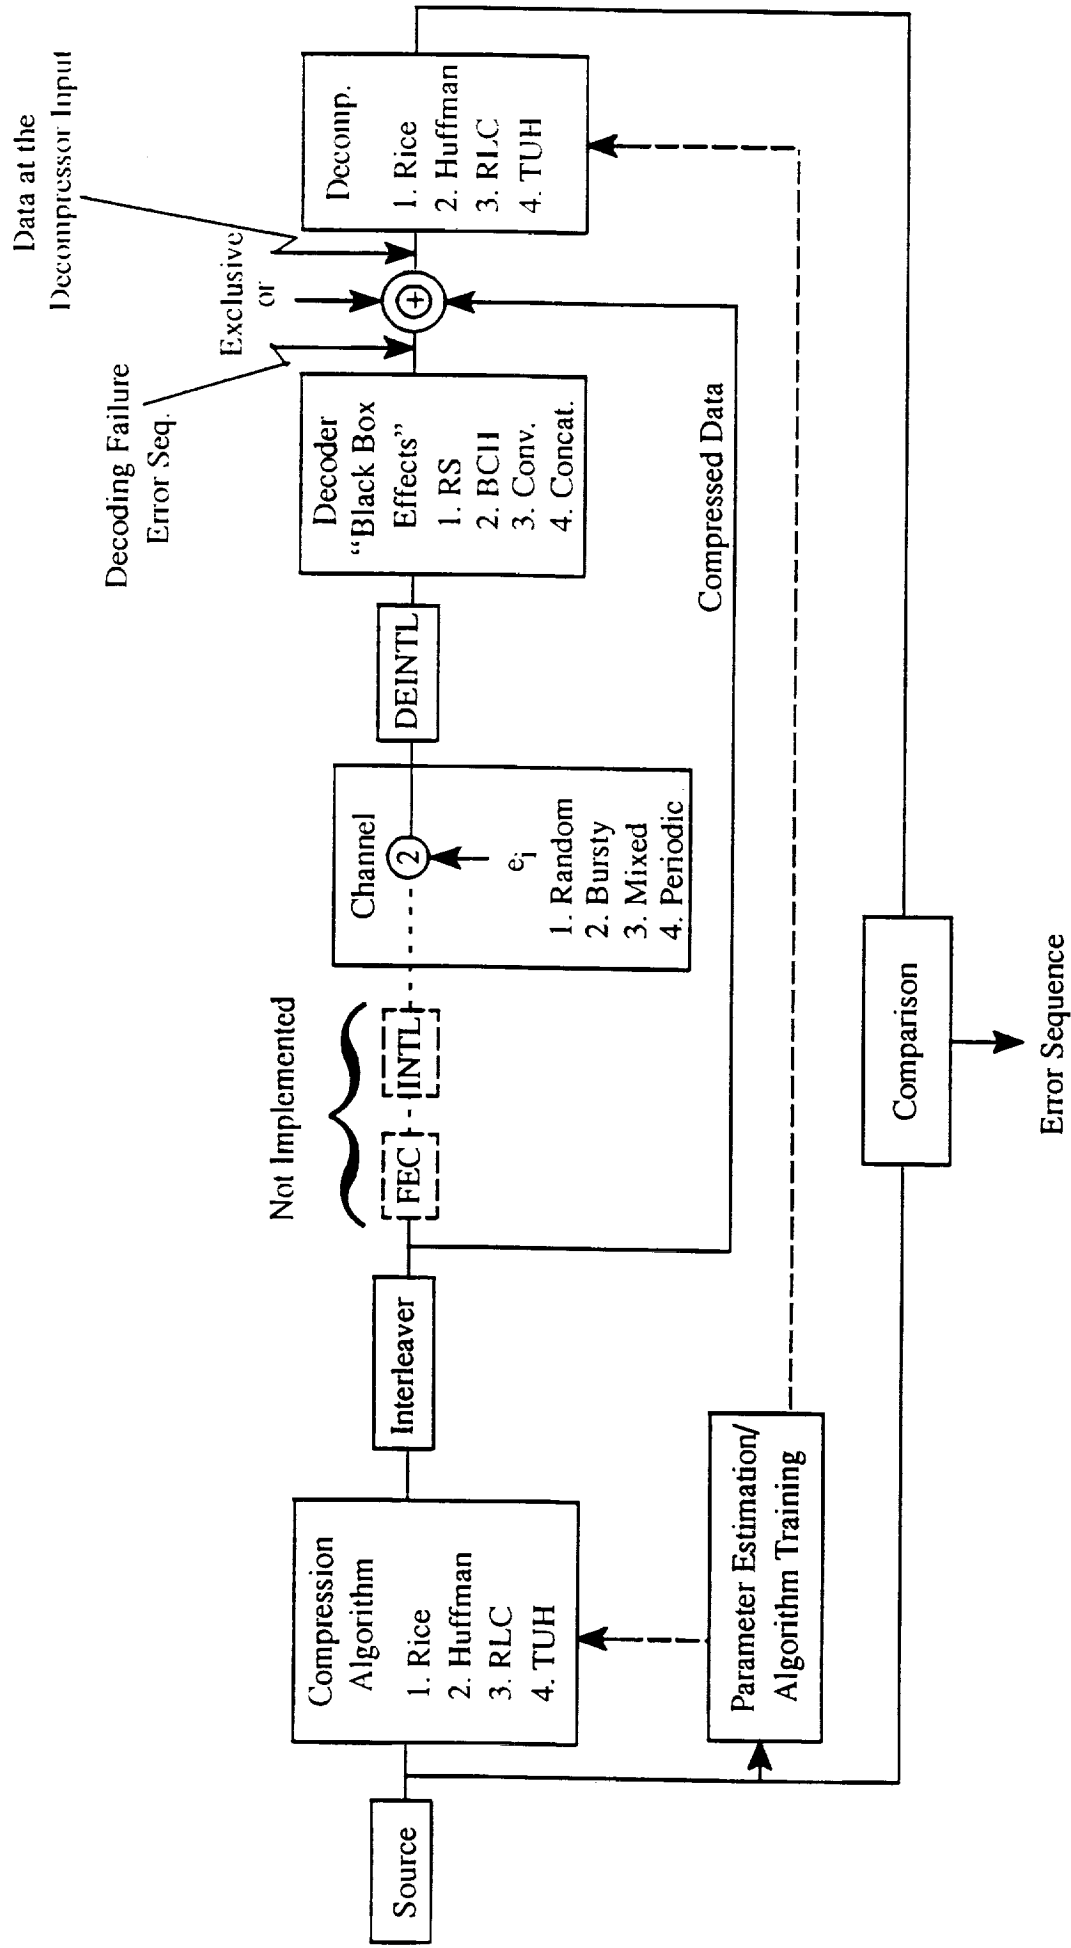 Source
Compression
Algorithm
1. Rice
2. Huffman
3. RLC
4. TUH
Interleaver
Not Implemented
FEC
INTL
Channel
2
ei
1. Random
2. Bursty
3. Mixed
4. Periodic
DEINTL
Decoder
“Black Box
Effects”
1. RS
2. BCH
3. Conv.
4. Concat.
Decoding Failure
Error Seq.
Exclusive
or
+
Data at the
Decompressor Input
Decomp.
1. Rice
2. Huffman
3. RLC
4. TUH
Compressed Data
Parameter Estimation/
Algorithm Training
Comparison
Error Sequence